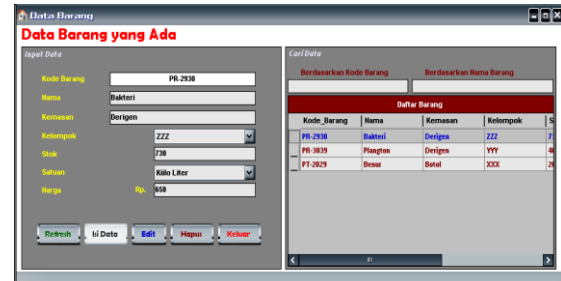 Data Barang
Data Barang yang Ada
Input Data
Kode Barang PR-2930
Nama Bakteri
Kemasan Derigen
Kelompok ZZZ
Stok 730
Satuan Kiilo Liter
Harga Rp. 650
Refresh Isi Data Edit Hapus Keluar
Cari Data
Berdasarkan Kode Barang Berdasarkan Nama Barang
Daftar Barang
Kode_Barang Nama Kemasan Kelompok S
PR-2930 Bakteri Derigen ZZZ 7
PR-3039 Plangton Derigen YYY
PT-2029 Benur Botol XXX